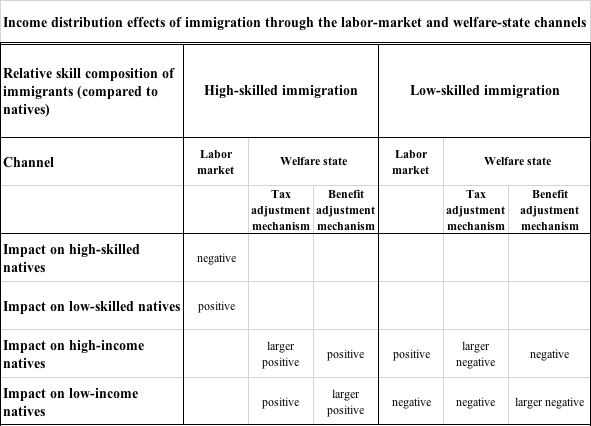 Income distribution effects of immigration through the labor-market and welfare-state channels
Relative skill composition of
immigrants (compared to
natives)
High-skilled immigration
Low-skilled immigration
Channel
Labor
market
Welfare state
Labor
market
Welfare state
Tax
adjustment
mechanism
Benefit
adjustment
mechanism
Tax
adjustment
mechanism
Benefit
adjustment
mechanism
Impact on high-skilled
natives
negative
Impact on low-skilled natives
positive
Impact on high-income
natives
larger
positive
positive
positive
larger
negative
negative
Impact on low-income
natives
positive
larger
positive
negative
negative
larger negative